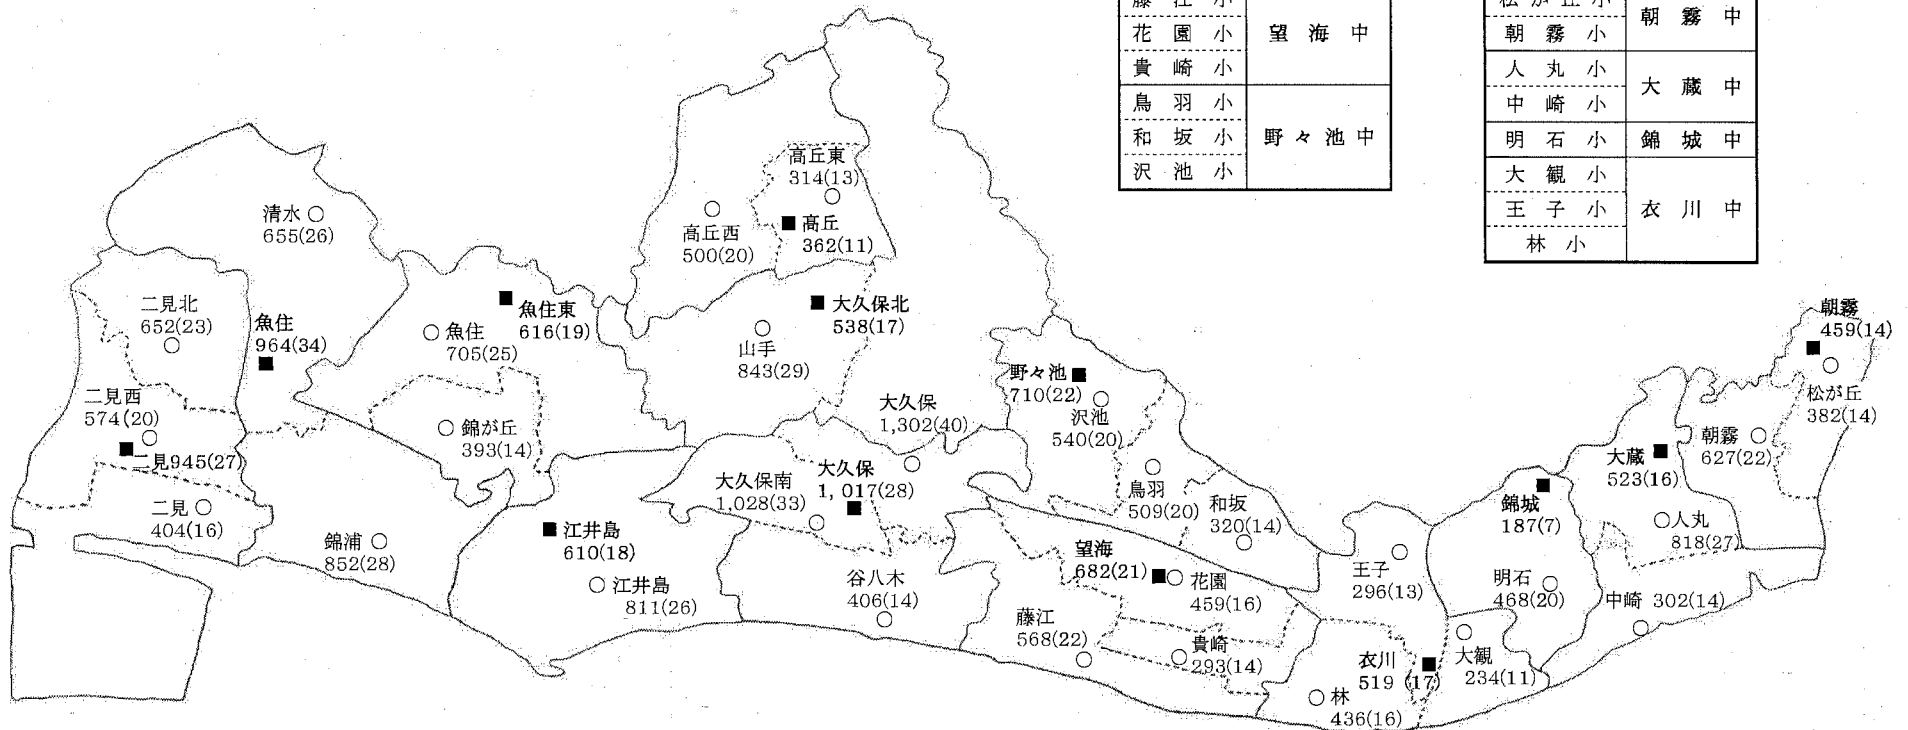 藤江小
花園小
貴崎小
望海中
鳥羽小
和坂小
沢池小
野々池中
松が丘小
朝霧小
朝霧中
人丸小
中崎小
大蔵中
明石小
錦城中
大観小
王子小
林小
衣川中
高丘東
314(13)
高丘
362(11)
高丘西
500(20)
清水
655(26)
二見北
652(23)
魚住
964(34)
魚住東
616(19)
魚住
705(25)
大久保北
538(17)
山手
843(29)
二見西
574(20)
二見945(27)
二見
404(16)
錦が丘
393(14)
錦浦
852(28)
江井島
610(18)
江井島
811(26)
大久保
1,302(40)
大久保南
1,028(33)
大久保
1,017(28)
谷八木
406(14)
野々池
710(22)
沢池
540(20)
鳥羽
509(20)
和坂
320(14)
望海
682(21)
花園
459(16)
藤江
568(22)
貴崎
293(14)
王子
296(13)
衣川
519 (17)
林
436(16)
大観
234(11)
錦城
187(7)
明石
468(20)
大蔵
523(16)
人丸
818(27)
中崎 302(14)
朝霧
459(14)
松が丘
382(14)
朝霧
627(22)